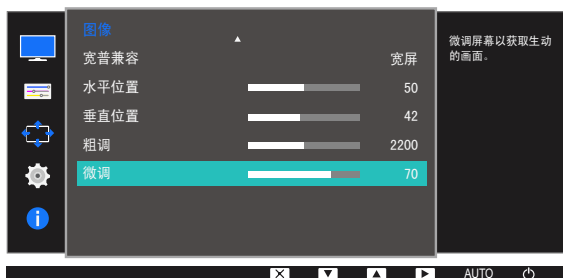 图像
宽普兼容 宽屏
水平位置 50
垂直位置 42
粗调 2200
微调 70
微调屏幕以获取生动
的画面。
AUTO